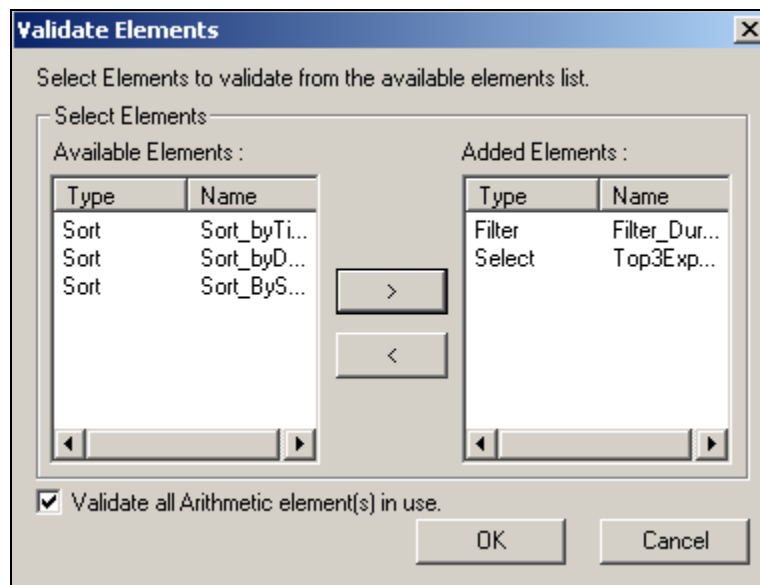 Validate Elements
Select Elements to validate from the available elements list.
Select Elements
Available Elements :
Type Name
Sort Sort_byTi...
Sort Sort_byD...
Sort Sort_ByS...
>
<
Added Elements :
Type Name
Filter Filter_Dur...
Select Top3Exp...
Validate all Arithmetic element(s) in use.
OK Cancel